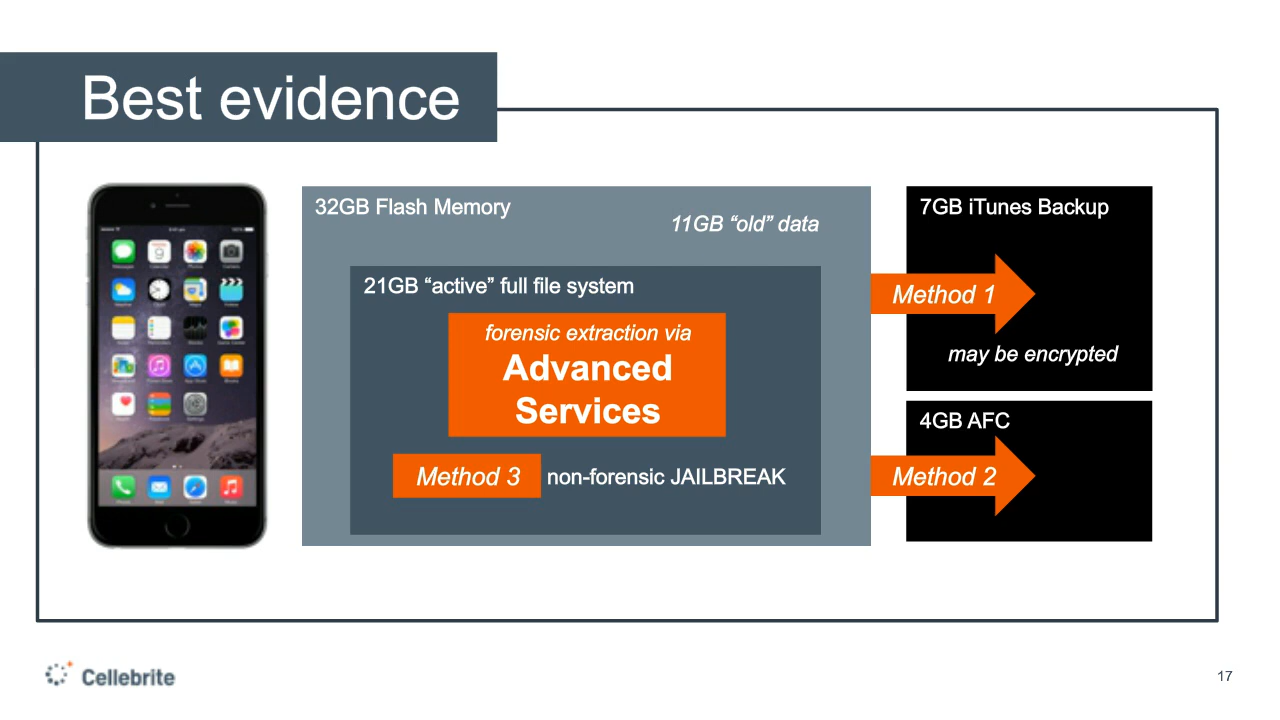 Best evidence
32GB Flash Memory
11GB “old” data
21GB “active” full file system
forensic extraction via
Advanced
Services
Method 3
non-forensic JAILBREAK
7GB iTunes Backup
Method 1
may be encrypted
4GB AFC
Method 2
Cellebrite
17